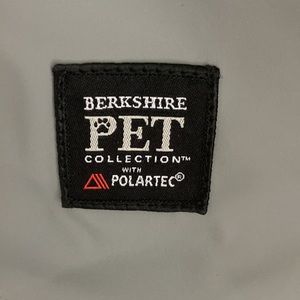 BERKSHIRE
PET
COLLECTION™
WITH
POLARTEC®